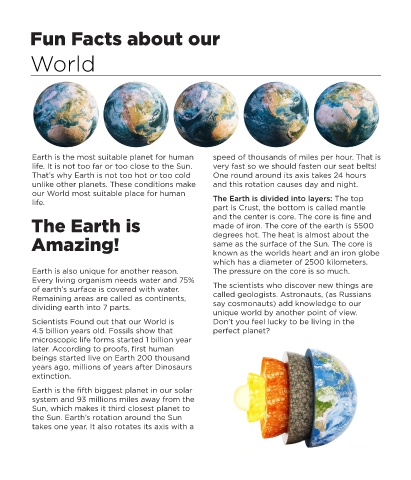 Fun Facts about our
World
Earth is the most suitable planet for human
life. It is not too far or too close to the Sun.
That's why Earth is not too hot or too cold
unlike other planets. These conditions make
our World most suitable place for human
life.
The Earth is
Amazing!
Earth is also unique for another reason.
Every living organism needs water and 75%
of earth's surface is covered with water.
Remaining areas are called as continents,
dividing earth into 7 parts.
Scientists Found out that our World is
4.5 billion years old. Fossils show that
microscopic life forms started 1 billion year
later. According to proofs, first human
beings started live on Earth 200 thousand
years ago, millions of years after Dinosaurs
extinction.
Earth is the fifth biggest planet in our solar
system and 93 millions miles away from the
Sun, which makes it third closest planet to
the Sun. Earth's rotation around the Sun
takes one year. It also rotates its axis with a
speed of thousands of miles per hour. That is
very fast so we should fasten our seat belts!
One round around its axis takes 24 hours
and this rotation causes day and night.
The Earth is divided into layers: The top
part is Crust, the bottom is called mantle
and the center is core. The core is fine and
made of iron. The core of the earth is 5500
degrees hot. The heat is almost about the
same as the surface of the Sun. The core is
known as the worlds heart and an iron globe
which has a diameter of 2500 kilometers.
The pressure on the core is so much.
The scientists who discover new things are
called geologists. Astronauts, (as Russians
say cosmonauts) add knowledge to our
unique world by another point of view.
Don't you feel lucky to be living in the
perfect planet?